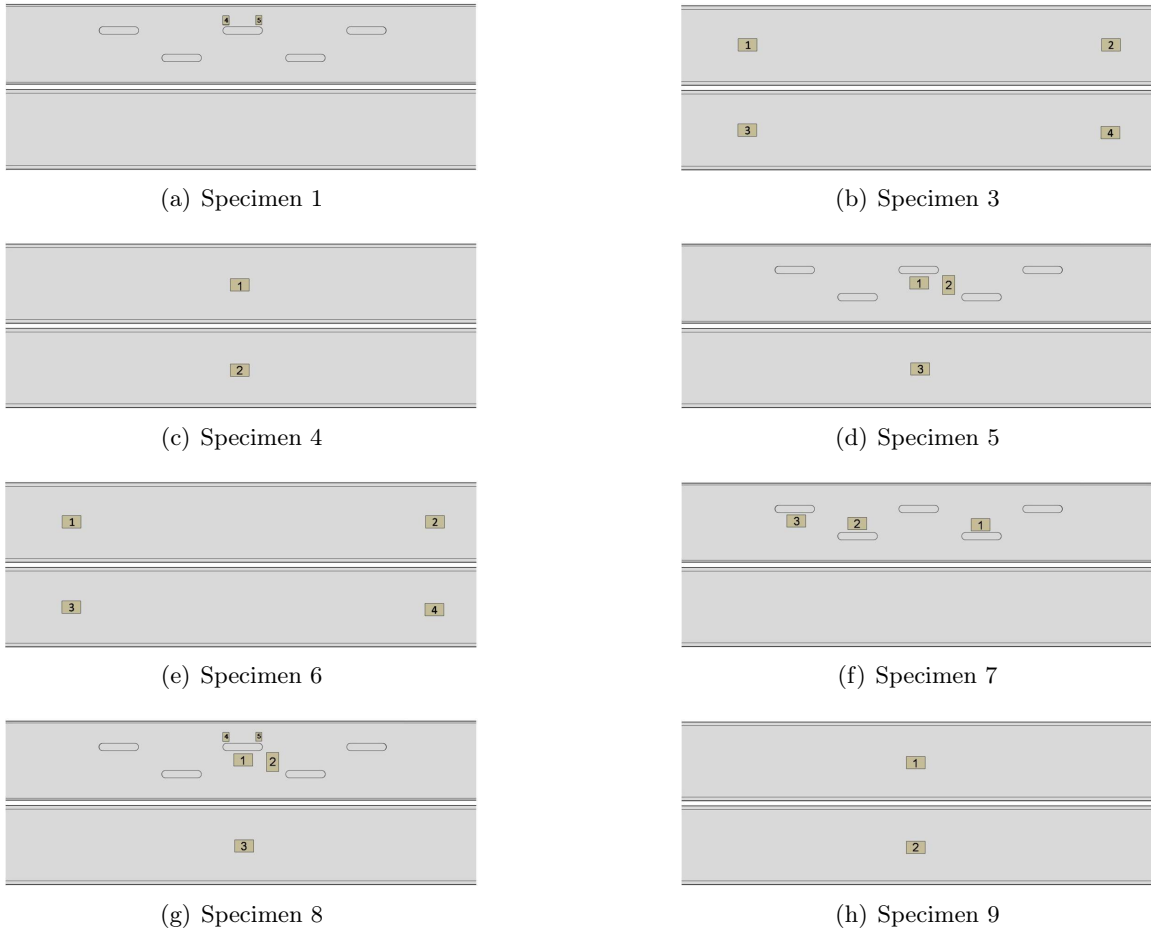 4 5
(a) Specimen 1
1 2
3 4
(b) Specimen 3
1
2
(c) Specimen 4
1 2
3
(d) Specimen 5
1 2
3 4
(e) Specimen 6
3 2 1
(f) Specimen 7
4 5
1 2
3
(g) Specimen 8
1
2
(h) Specimen 9